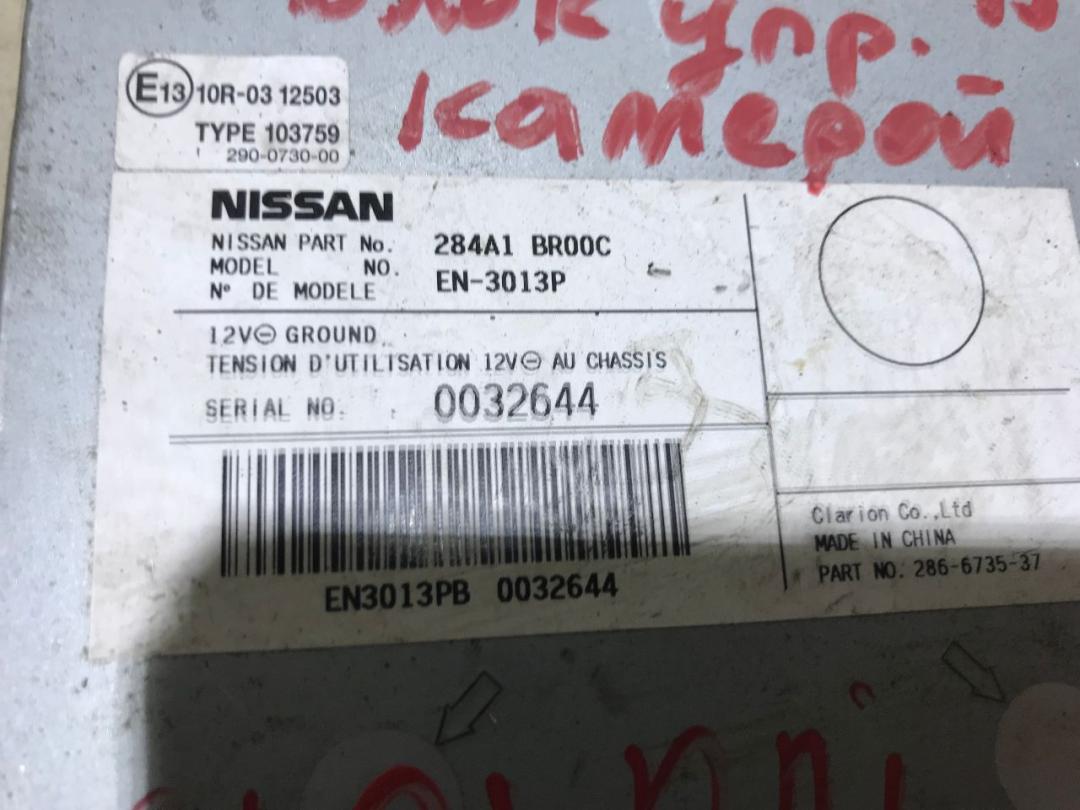 Блок упр.
камерой
E13 10R-03 12503
TYPE 103759
290-0730-00
NISSAN
NISSAN PART No. 284A1 BR00C
MODEL NO. EN-3013P
N° DE MODELE
12V⊖ GROUND
TENSION D'UTILISATION 12V⊖ AU CHASSIS
SERIAL NO. 0032644
EN3013PB 0032644
Clarion Co.,Ltd
MADE IN CHINA
PART NO. 286-6735-37